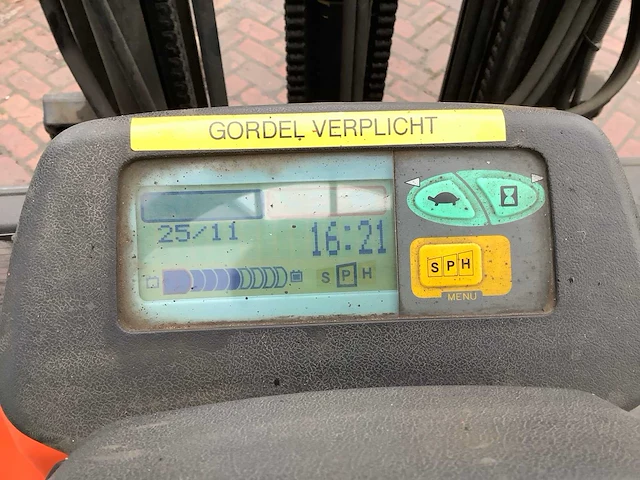 GORDEL VERPLICHT
25/11
16:21
S P H
S P H
MENU